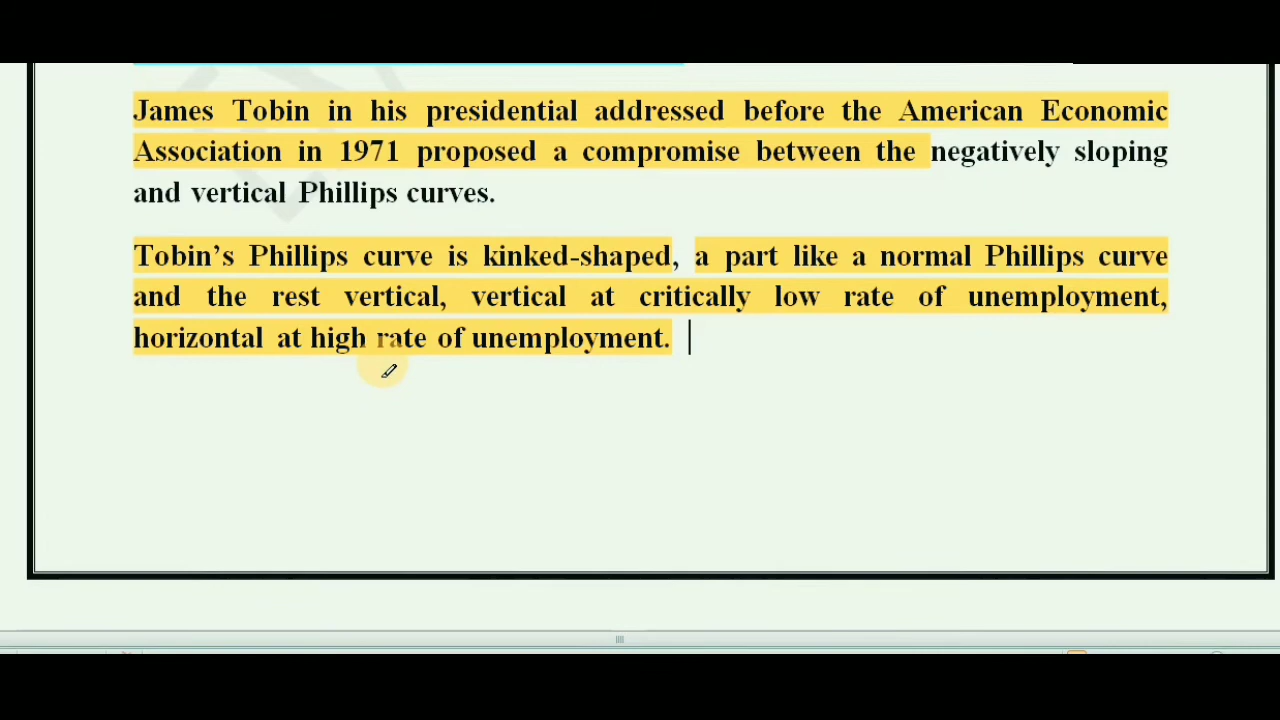 James Tobin in his presidential addressed before the American Economic
Association in 1971 proposed a compromise between the negatively sloping
and vertical Phillips curves.
Tobin’s Phillips curve is kinked-shaped, a part like a normal Phillips curve
and the rest vertical, vertical at critically low rate of unemployment,
horizontal at high rate of unemployment.